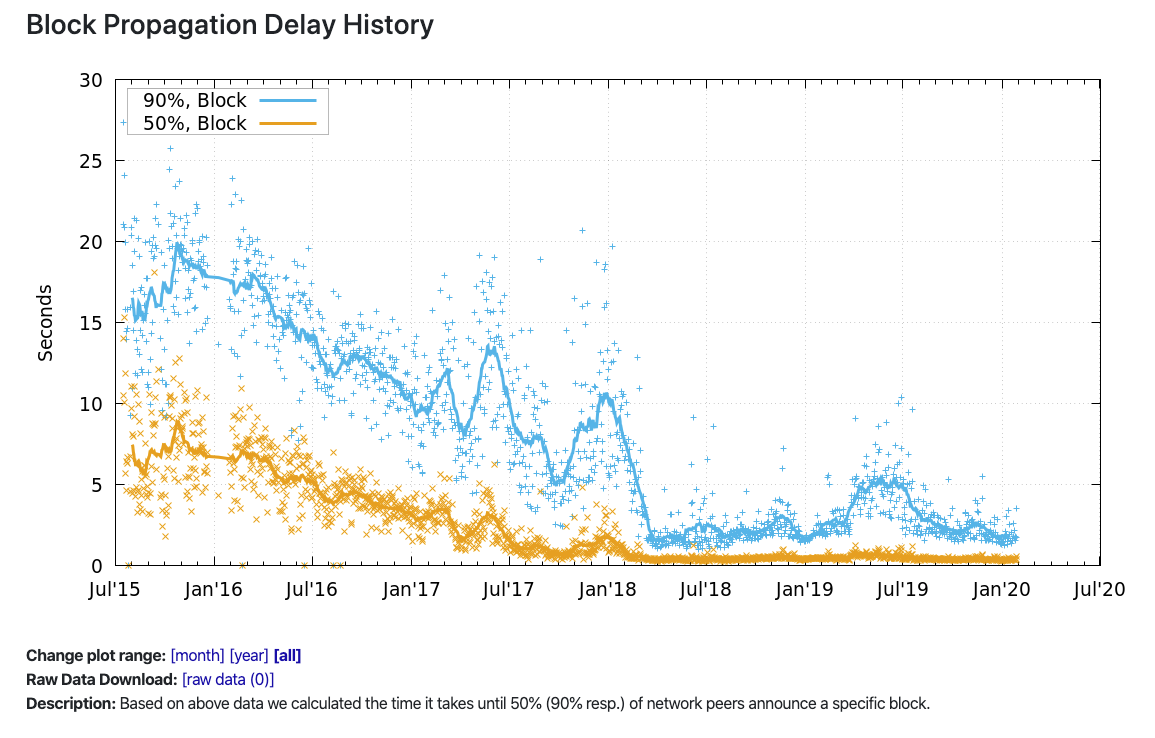 Block Propagation Delay History
30
90%, Block
50%, Block
25
20
15
10
5
0
Seconds
Jul'15 Jan'16 Jul'16 Jan'17 Jul'17 Jan'18 Jul'18 Jan'19 Jul'19 Jan'20 Jul'20
Change plot range: [month] [year] [all]
Raw Data Download: [raw data (0)]
Description: Based on above data we calculated the time it takes until 50% (90% resp.) of network peers announce a specific block.